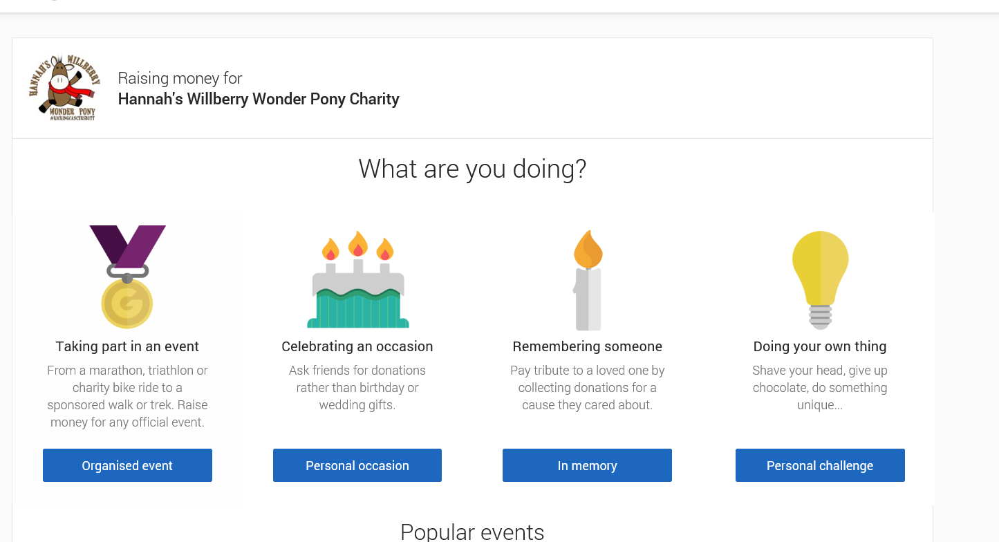 HANNAH'S WILLBERRY
WONDER PONY
#KICKINGCANCERSBUTT
Raising money for
Hannah's Willberry Wonder Pony Charity
What are you doing?
G
Taking part in an event
From a marathon, triathlon or
charity bike ride to a
sponsored walk or trek. Raise
money for any official event.
Organised event
Celebrating an occasion
Ask friends for donations
rather than birthday or
wedding gifts.
Personal occasion
Remembering someone
Pay tribute to a loved one by
collecting donations for a
cause they cared about.
In memory
Doing your own thing
Shave your head, give up
chocolate, do something
unique...
Personal challenge
Popular events